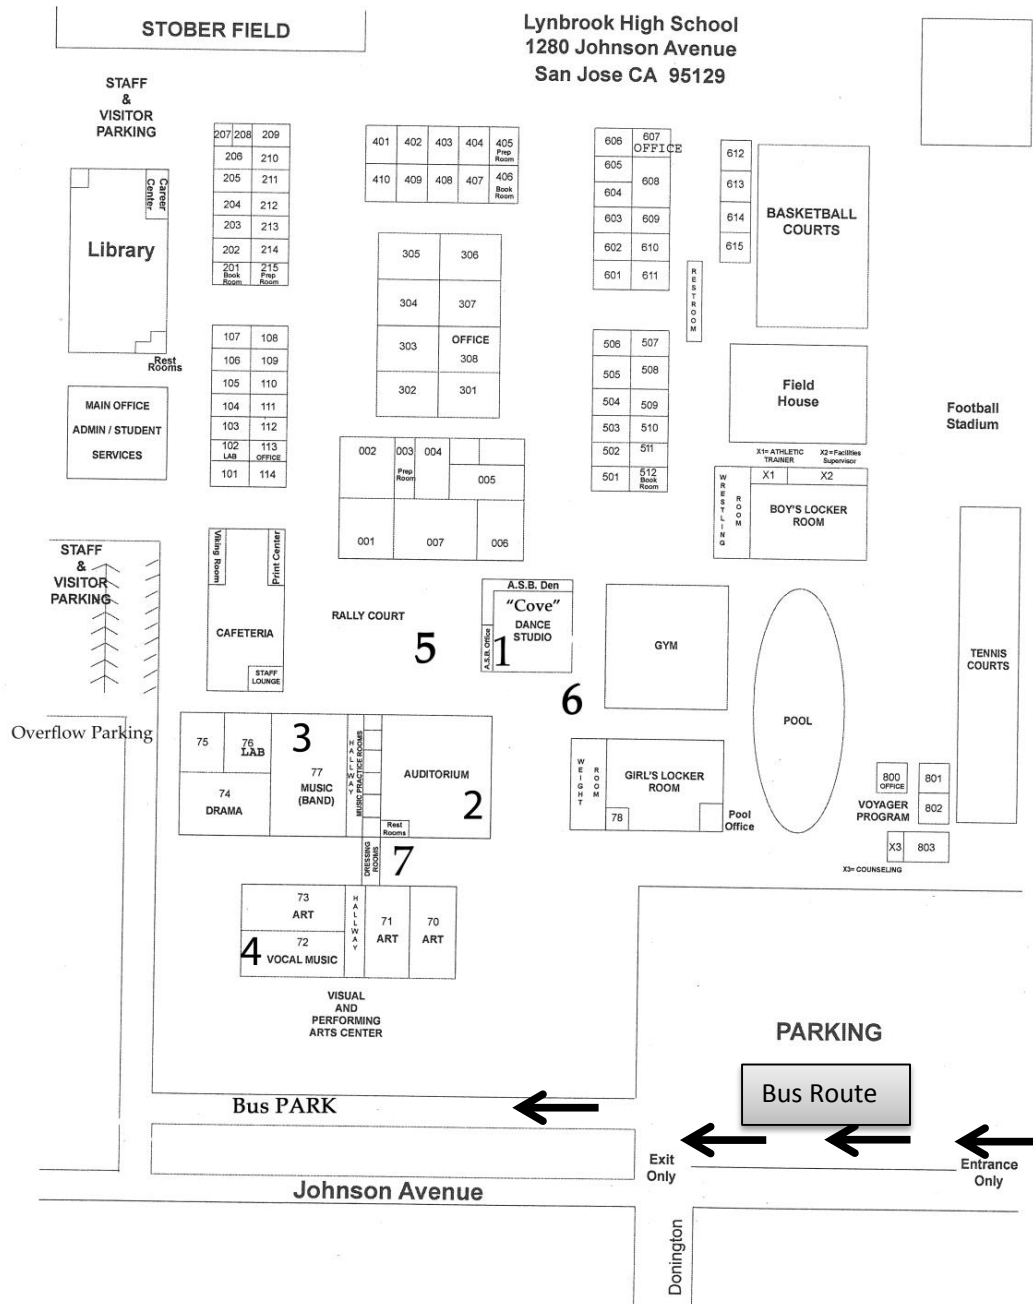 STOBER FIELD
Lynbrook High School
1280 Johnson Avenue
San Jose CA 95129
STAFF
&
VISITOR
PARKING
207 208 209
206 210
205 211
204 212
203 213
202 214
201 215
Book Room
Prep Room
401 402 403 404 405
Prep Room
410 409 408 407 406
Book Room
606 607
OFFICE
605
608
604
603 609
602 610
601 611
612
613
614
615
BASKETBALL
COURTS
RESTROOM
Career Center
Library
Rest
Rooms
305 306
304 307
303 OFFICE
308
302 301
107 108
106 109
105 110
104 111
103 112
102 113
LAB OFFICE
101 114
506 507
505 508
504 509
503 510
502 511
501 512
Book
Room
MAIN OFFICE
ADMIN / STUDENT
SERVICES
Field
House
Football
Stadium
X1= ATHLETIC
TRAINER
X2= Facilities
Supervisor
X1 X2
WRESTLING
ROOM
BOY'S LOCKER
ROOM
002 003 004
Prep
Room
005
001 007 006
STAFF
&
VISITOR
PARKING
Viking Room
Print Center
CAFETERIA
STAFF
LOUNGE
RALLY COURT
5
A.S.B. Den
"Cove"
DANCE
STUDIO
A.S.B. Office
1
GYM
6
POOL
TENNIS
COURTS
Overflow Parking
75 76
LAB
3
77
MUSIC
(BAND)
74
DRAMA
HALLWAY
MUSIC PRACTICE ROOMS
AUDITORIUM
2
Rest
Rooms
WEIGHT
ROOM
GIRL'S LOCKER
ROOM
78
Pool
Office
800
OFFICE
801
802
VOYAGER
PROGRAM
X3 803
X3= COUNSELING
DRESSING
ROOMS
7
73
ART
72
VOCAL MUSIC
4
HALLWAY
71
ART
70
ART
VISUAL
AND
PERFORMING
ARTS CENTER
PARKING
Bus Route
Bus PARK
Exit
Only
Entrance
Only
Johnson Avenue
Donington